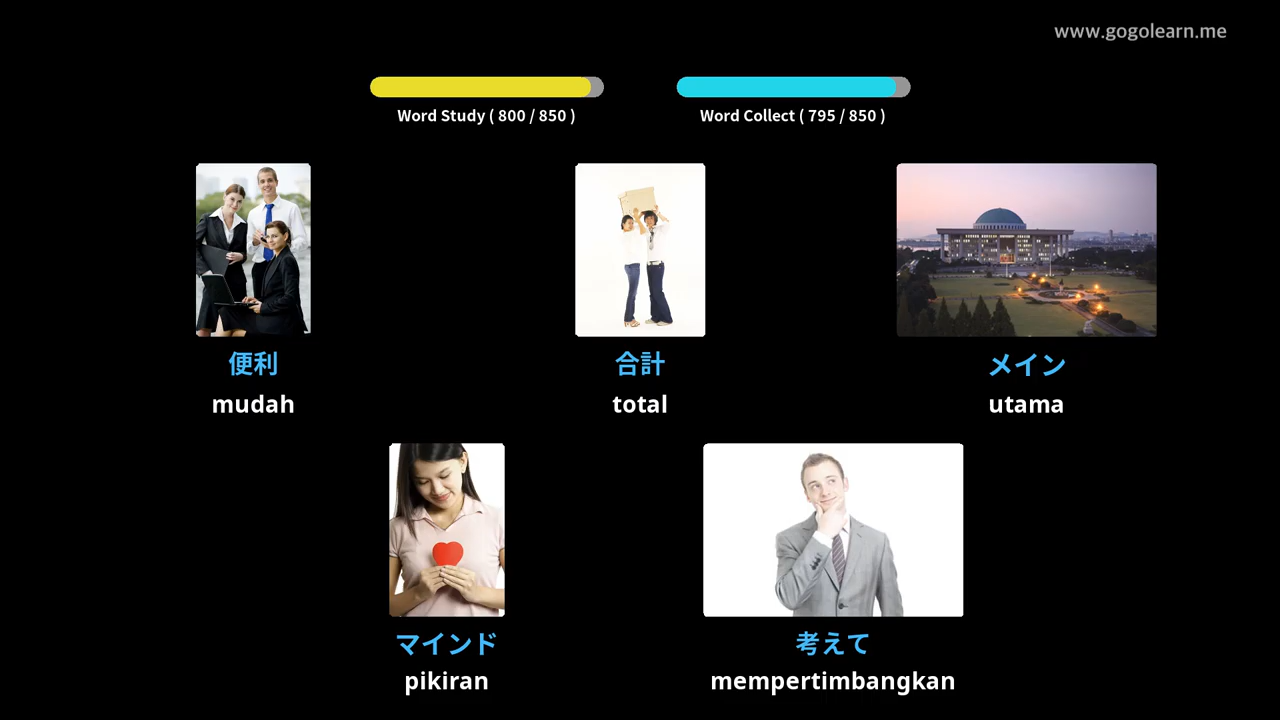 www.gogolearn.me
Word Study ( 800 / 850 )
Word Collect ( 795 / 850 )
便利
mudah
合計
total
メイン
utama
マインド
pikiran
考えて
mempertimbangkan